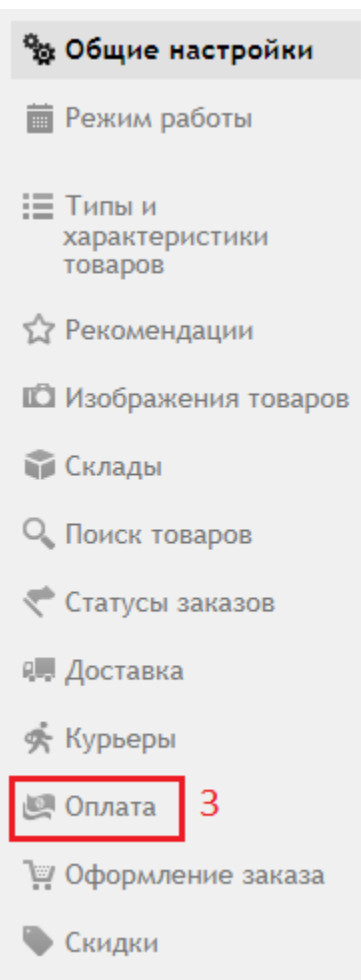 Общие настройки
Режим работы
Типы и
характеристики
товаров
Рекомендации
Изображения товаров
Склады
Поиск товаров
Статусы заказов
Доставка
Курьеры
Оплата 3
Оформление заказа
Скидки